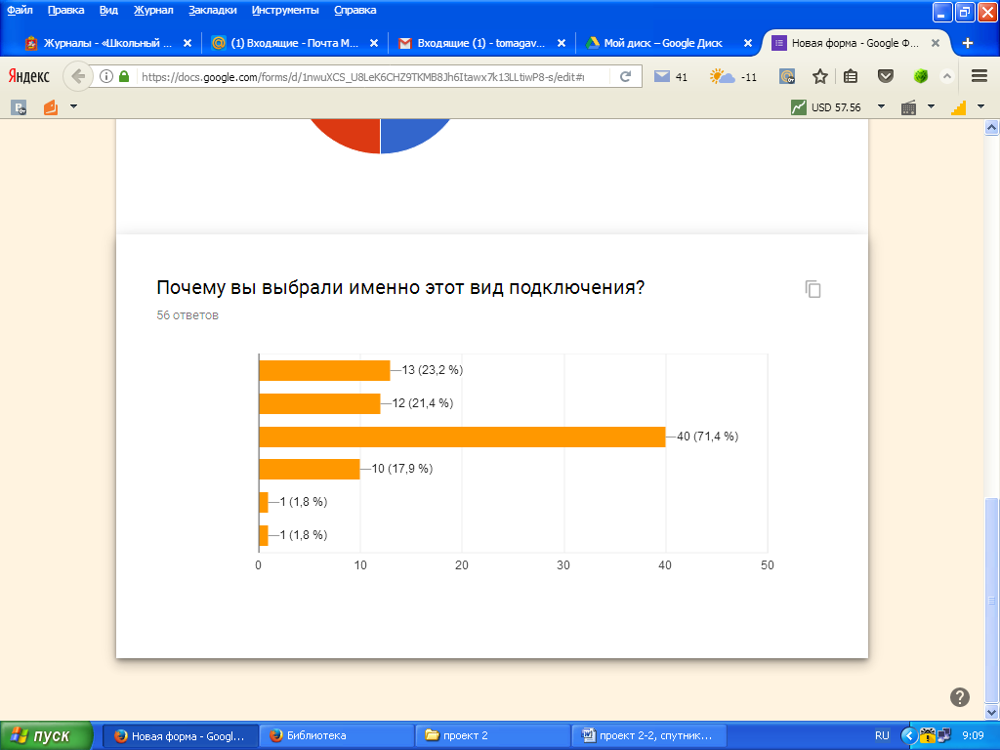 Файл Правка Вид Журнал Закладки Инструменты Справка
Журналы - «Школьный ... (1) Входящие - Почта М... Входящие (1) - tomagav... Мой диск – Google Диск Новая форма - Google Ф...
Яндекс https://docs.google.com/forms/d/ 41 -11
USD 57.56
Почему вы выбрали именно этот вид подключения?
56 ответов
13 (23,2 %)
12 (21,4 %)
40 (71,4 %)
10 (17,9 %)
1 (1,8 %)
1 (1,8 %)
0 10 20 30 40 50
пуск Новая форма - Googl... Библиотека проект 2 проект 2-2, спутник... RU 9:09